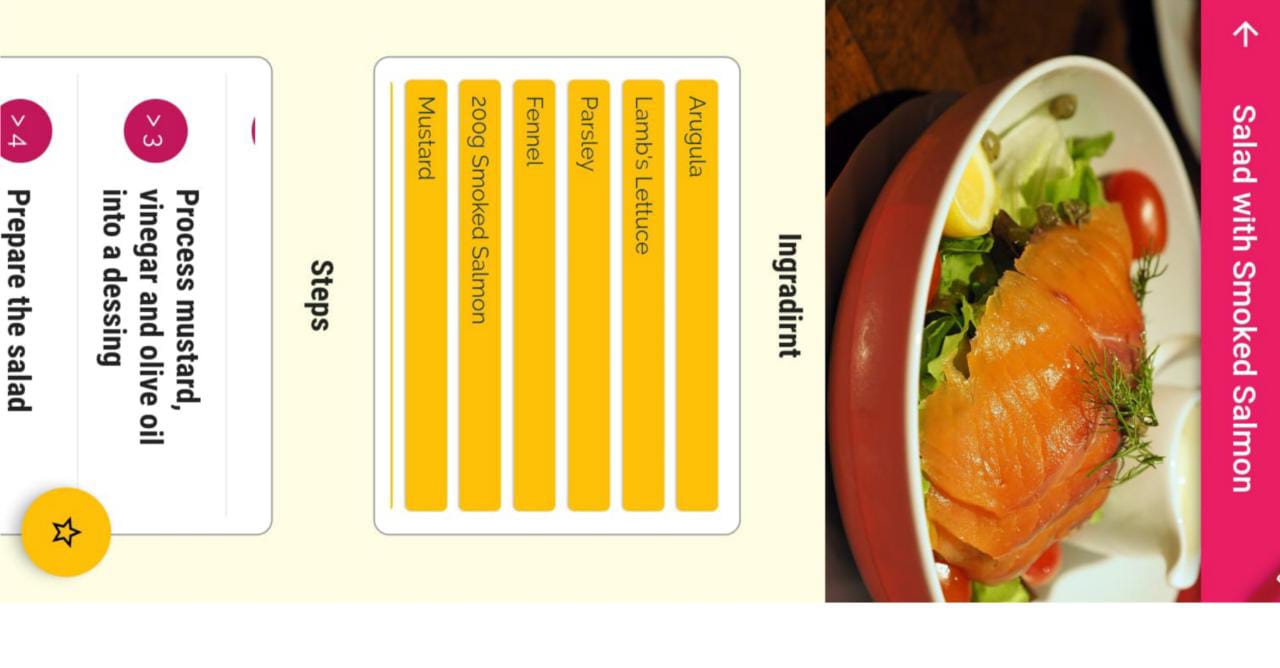 Salad with Smoked Salmon
Ingradirnt
Arugula
Lamb's Lettuce
Parsley
Fennel
200g Smoked Salmon
Mustard
Steps
> 3
Process mustard,
vinegar and olive oil
into a dessing
> 4
Prepare the salad